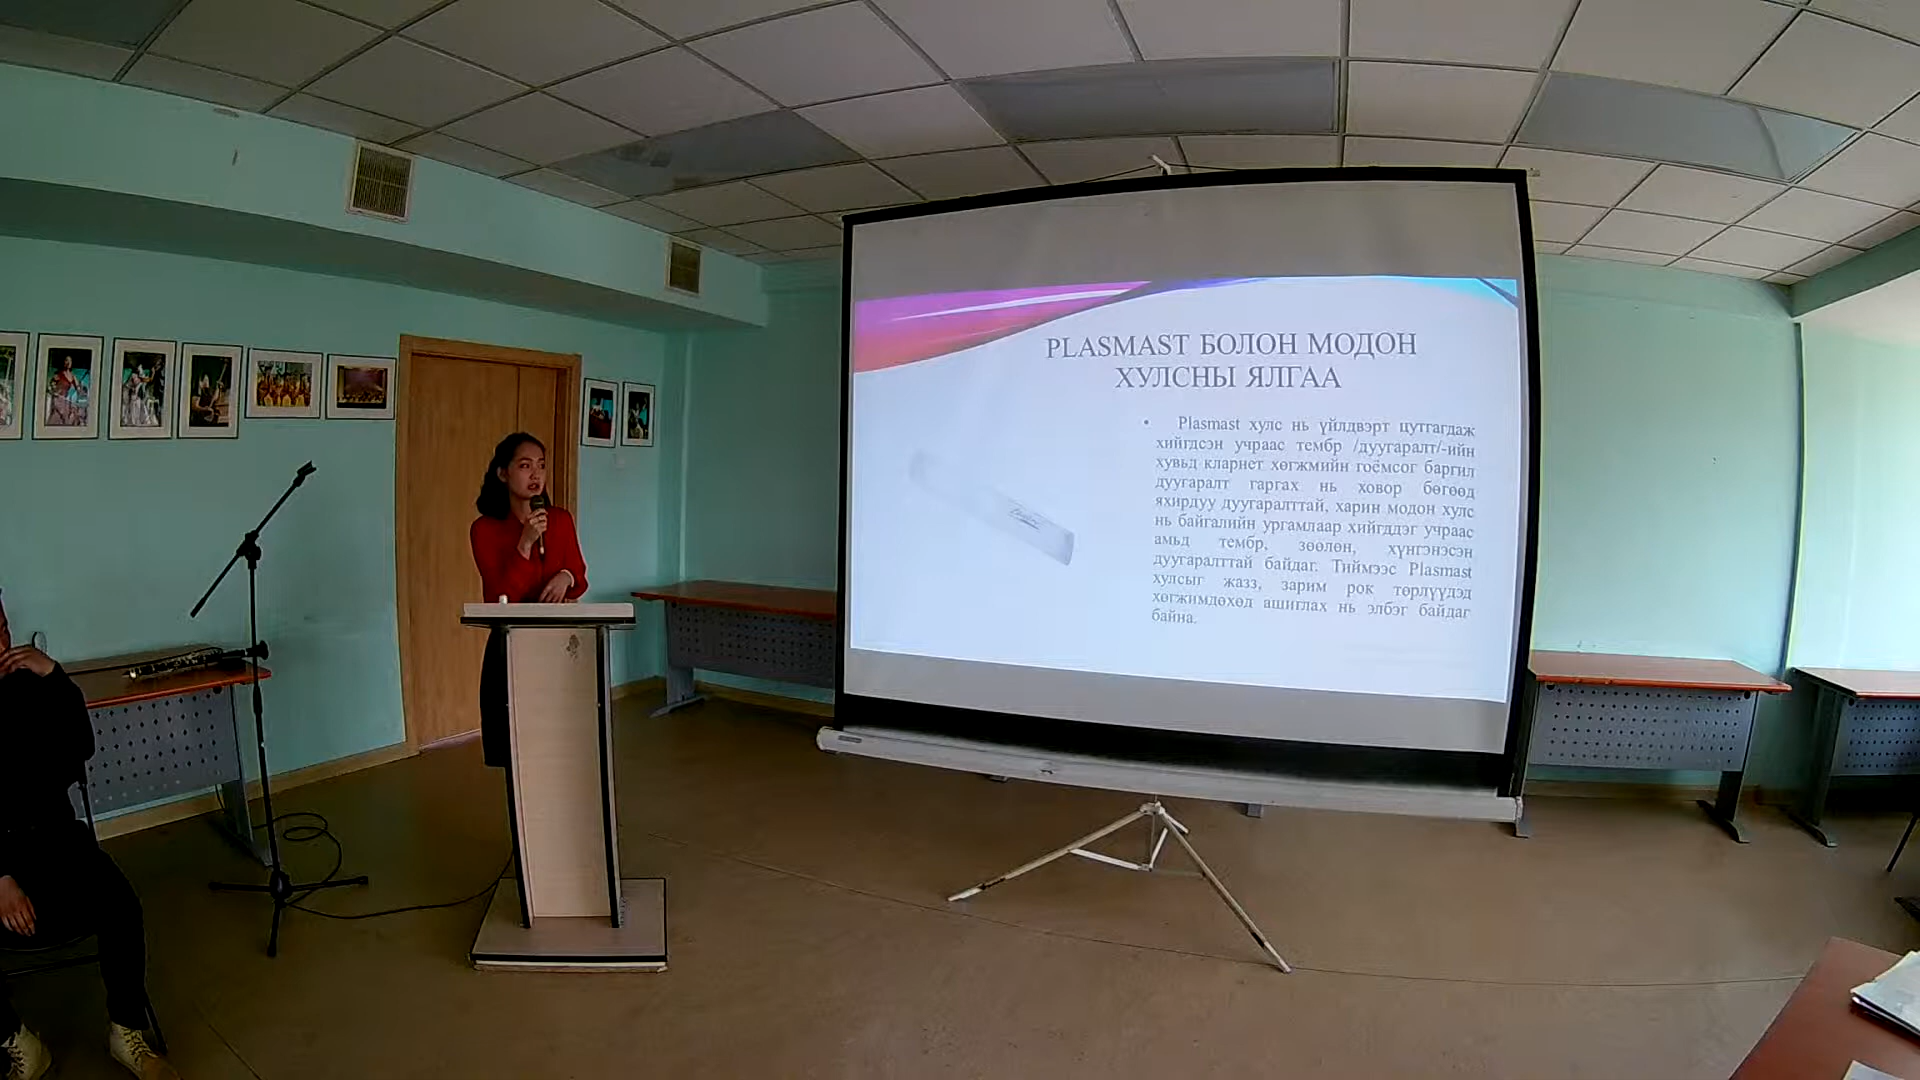 PLASMAST БОЛОН МОДОН
ХУЛСНЫ ЯЛГАА
• Plasmast хулс нь үйлдвэрт цутгагдаж
хийгдсэн учраас тембр /дуугаралт/-ийн
хувьд кларнет хөгжмийн гоёмсог баргил
дуугаралт гаргах нь ховор бөгөөд
яхирдуу дуугаралттай, харин модон хулс
нь байгалийн ургамлаар хийгддэг учраас
амьд тембр, зөөлөн, хүнгэнэсэн
дуугаралттай байдаг. Тиймээс Plasmast
хулсыг жазз, зарим рок төрлүүдэд
хөгжимдөхөд ашиглах нь элбэг байдаг
байна.